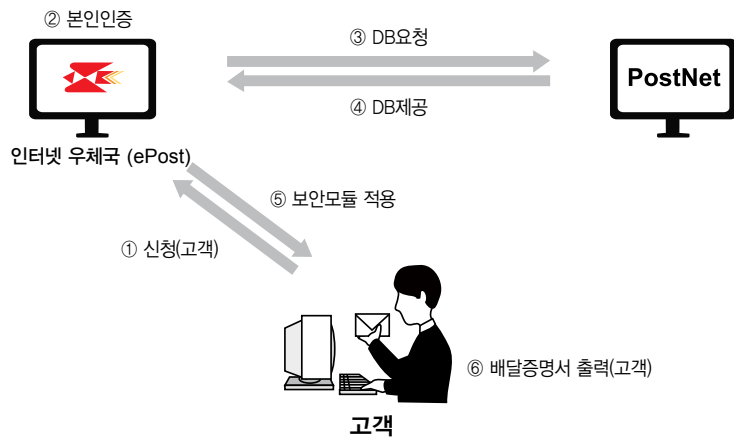 ② 본인인증
③ DB요청
PostNet
④ DB제공
인터넷 우체국 (ePost)
⑤ 보안모듈 적용
① 신청(고객)
⑥ 배달증명서 출력(고객)
고객